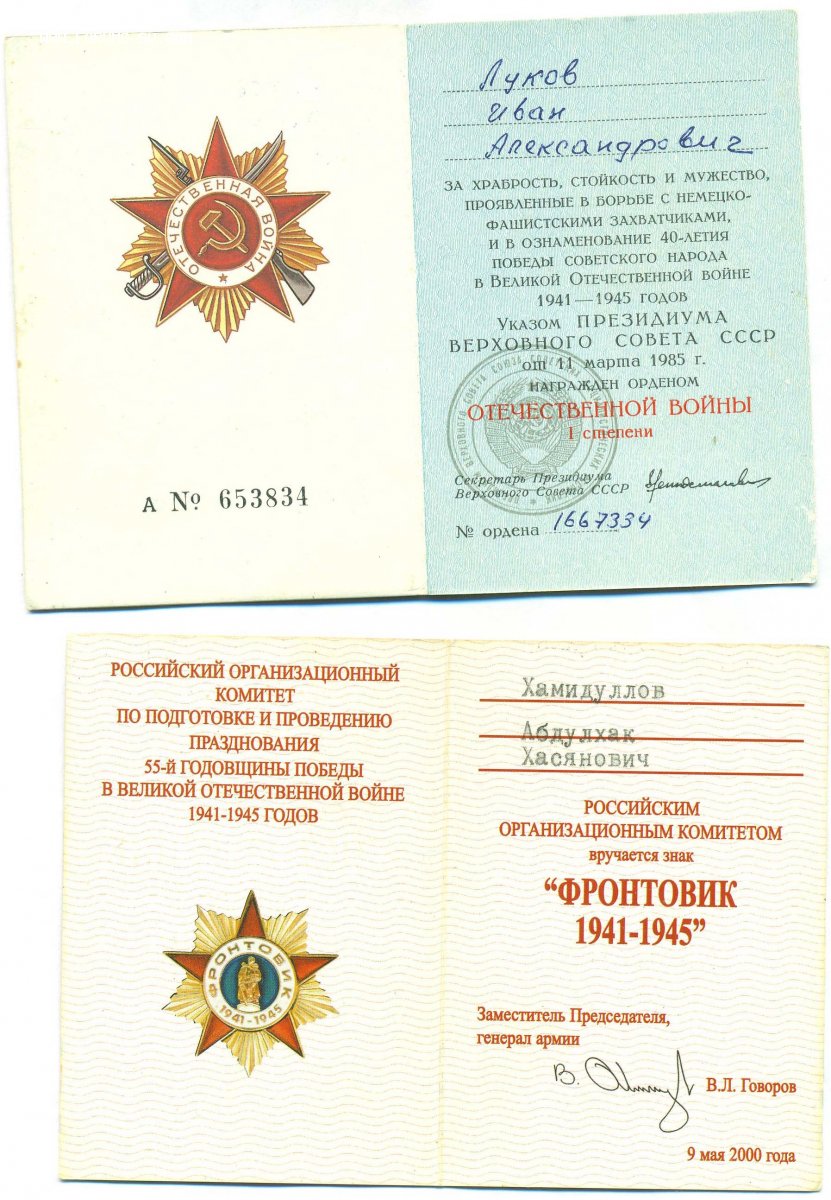 ОТЕЧЕСТВЕННАЯ ВОЙНА
А № 653834
Луков
Иван
Александрович
ЗА ХРАБРОСТЬ, СТОЙКОСТЬ И МУЖЕСТВО,
ПРОЯВЛЕННЫЕ В БОРЬБЕ С НЕМЕЦКО-
ФАШИСТСКИМИ ЗАХВАТЧИКАМИ,
И В ОЗНАМЕНОВАНИЕ 40-ЛЕТИЯ
ПОБЕДЫ СОВЕТСКОГО НАРОДА
В ВЕЛИКОЙ ОТЕЧЕСТВЕННОЙ ВОЙНЕ
1941—1945 ГОДОВ
УКАЗОМ ПРЕЗИДИУМА
ВЕРХОВНОГО СОВЕТА СССР
от 11 марта 1985 г.
НАГРАЖДЕН ОРДЕНОМ
ОТЕЧЕСТВЕННОЙ ВОЙНЫ
I степени
Секретарь Президиума
Верховного Совета СССР
№ ордена 1667334
РОССИЙСКИЙ ОРГАНИЗАЦИОННЫЙ
КОМИТЕТ
ПО ПОДГОТОВКЕ И ПРОВЕДЕНИЮ
ПРАЗДНОВАНИЯ
55-Й ГОДОВЩИНЫ ПОБЕДЫ
В ВЕЛИКОЙ ОТЕЧЕСТВЕННОЙ ВОЙНЕ
1941-1945 ГОДОВ
ФРОНТОВИК
1941-1945
Хамидуллов
Абдулхак
Хасянович
РОССИЙСКИМ
ОРГАНИЗАЦИОННЫМ КОМИТЕТОМ
вручается знак
“ФРОНТОВИК
1941-1945”
Заместитель Председателя,
генерал армии
В.Л. Говоров
9 мая 2000 года